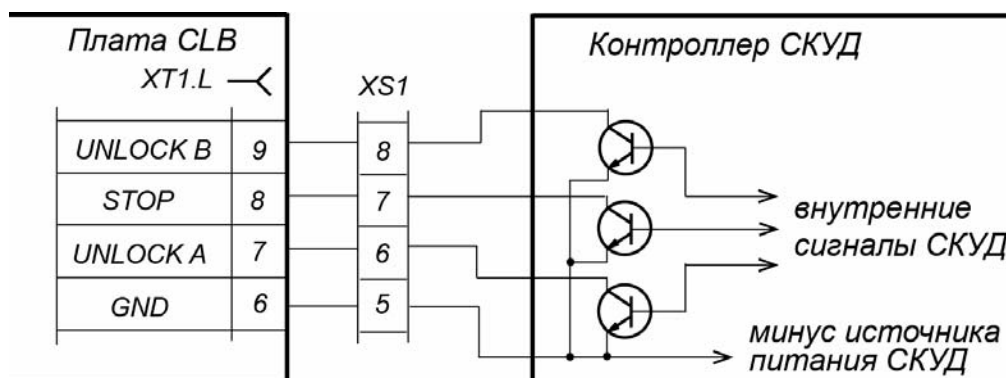 Плата CLB
Контроллер СКУД
XT1.L
XS1
UNLOCK B 9 8
STOP 8 7
UNLOCK A 7 6
GND 6 5
внутренние
сигналы СКУД
минус источника
питания СКУД